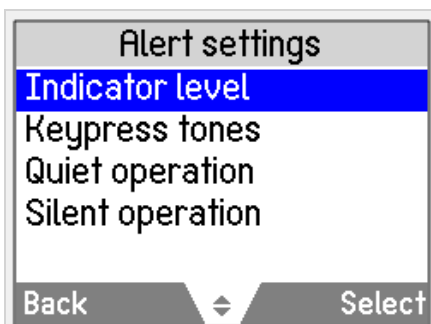 Alert settings
Indicator level
Keypress tones
Quiet operation
Silent operation
Back Select